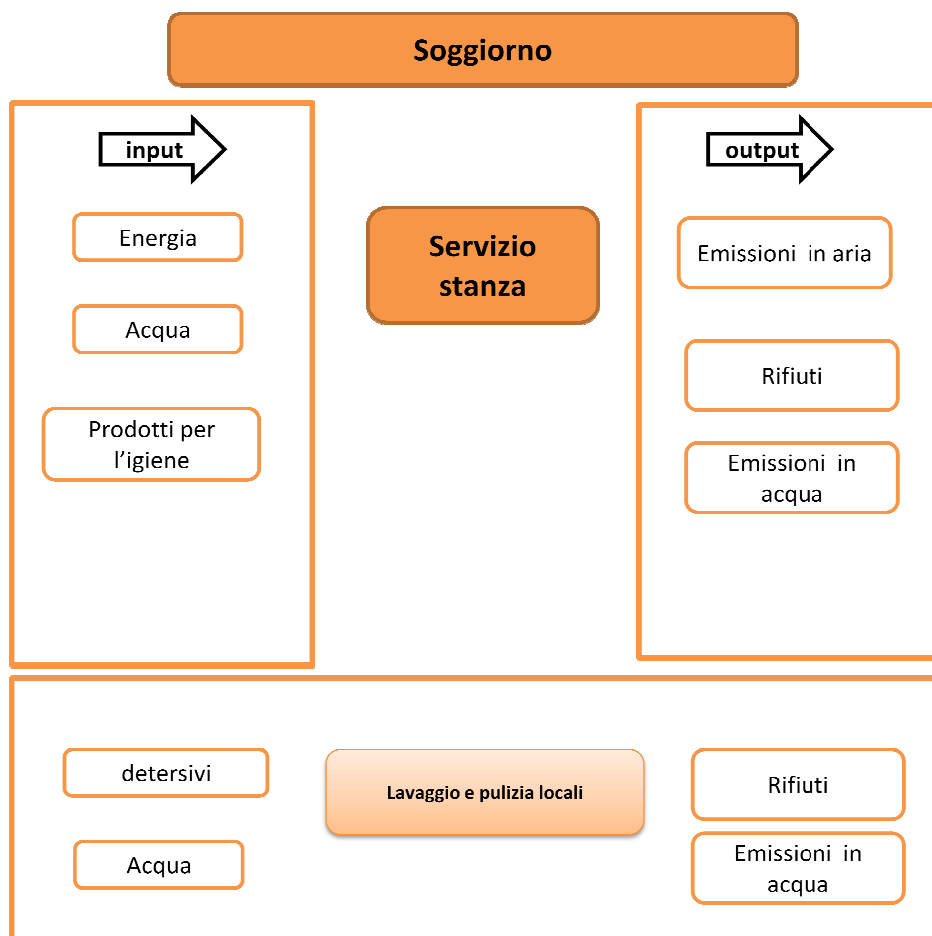 Soggiorno
input
Energia
Acqua
Prodotti per
l’igiene
Servizio
stanza
output
Emissioni in aria
Rifiuti
Emissioni in
acqua
detersivi
Acqua
Lavaggio e pulizia locali
Rifiuti
Emissioni in
acqua